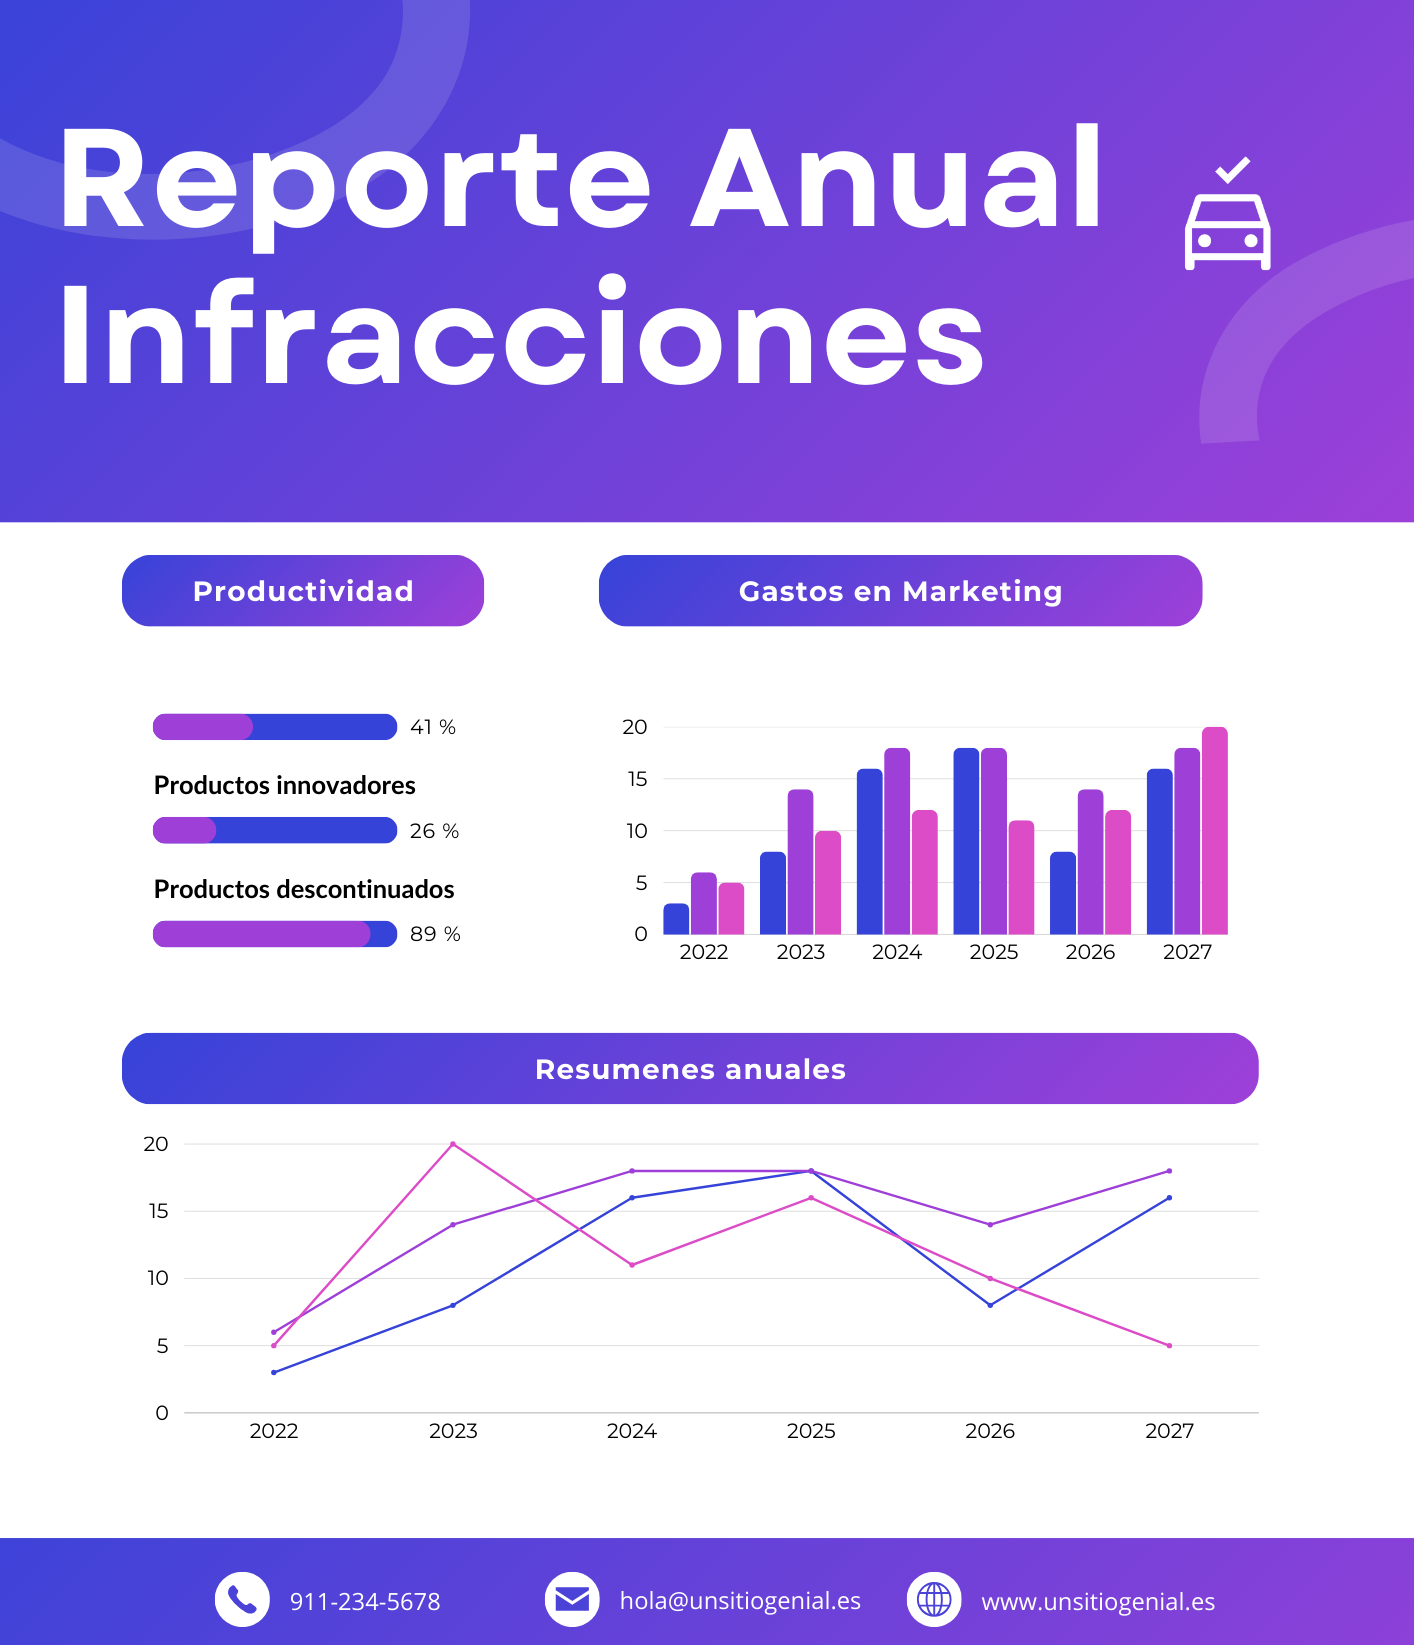 Reporte Anual
Infracciones
Productividad
41 %
Productos innovadores
26 %
Productos descontinuados
89 %
Gastos en Marketing
20
15
10
5
0
2022 2023 2024 2025 2026 2027
Resumenes anuales
20
15
10
5
0
2022 2023 2024 2025 2026 2027
911-234-5678 hola@unsitiogenial.es www.unsitiogenial.es